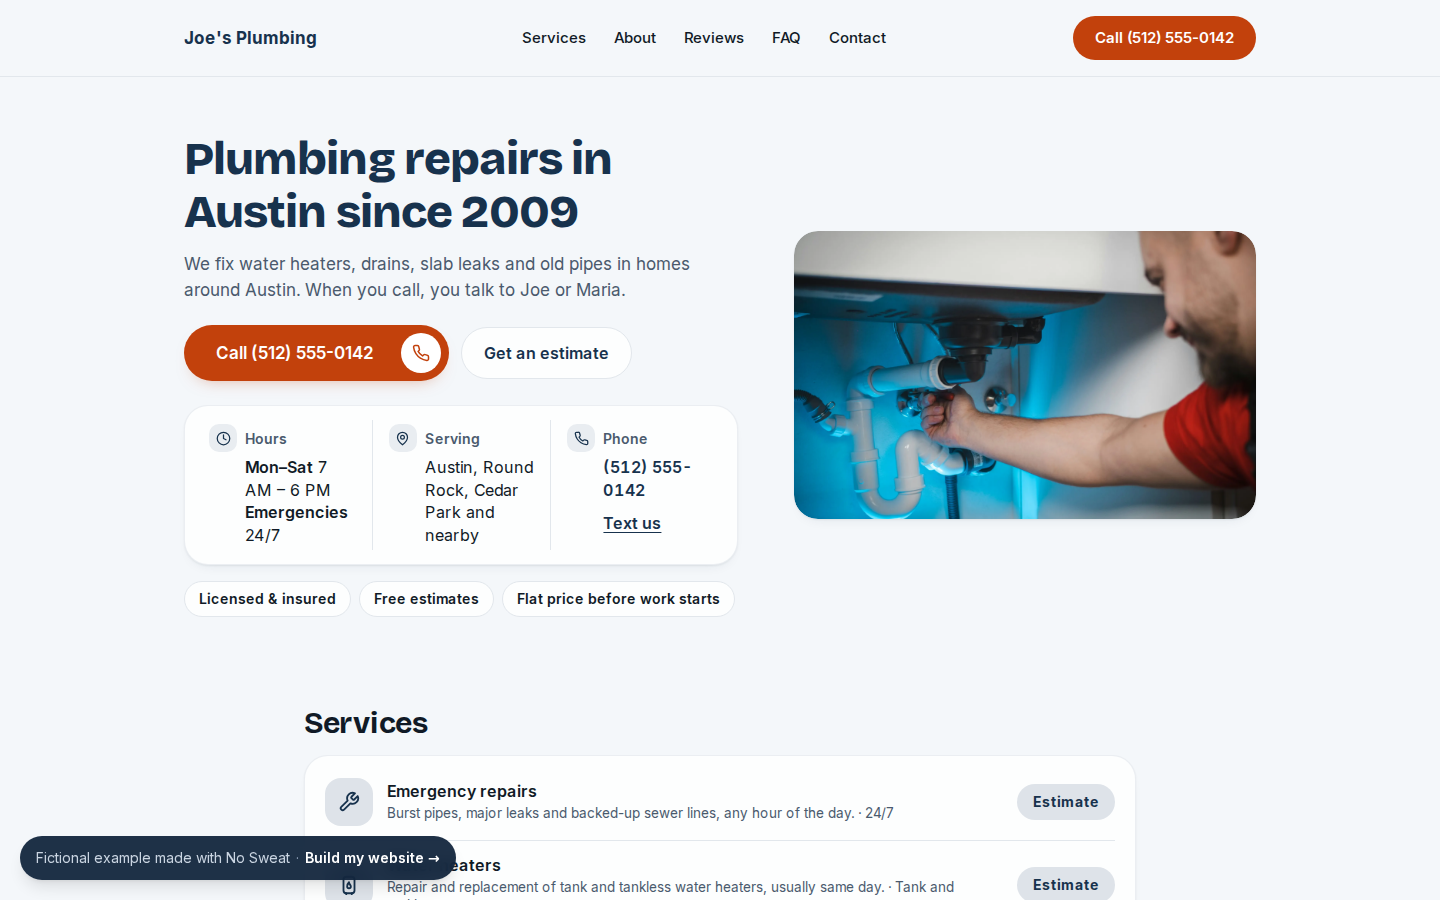 Joe's Plumbing
Services
About
Reviews
FAQ
Contact
Call (512) 555-0142
Plumbing repairs in
Austin since 2009
We fix water heaters, drains, slab leaks and old pipes in homes
around Austin. When you call, you talk to Joe or Maria.
Call (512) 555-0142
Get an estimate
Hours
Mon–Sat 7
AM – 6 PM
Emergencies
24/7
Serving
Austin, Round
Rock, Cedar
Park and
nearby
Phone
(512) 555-
0142
Text us
Licensed & insured
Free estimates
Flat price before work starts
Services
Emergency repairs
Burst pipes, major leaks and backed-up sewer lines, any hour of the day. · 24/7
Estimate
eaters
Repair and replacement of tank and tankless water heaters, usually same day. · Tank and
Estimate
Fictional example made with No Sweat · Build my website →